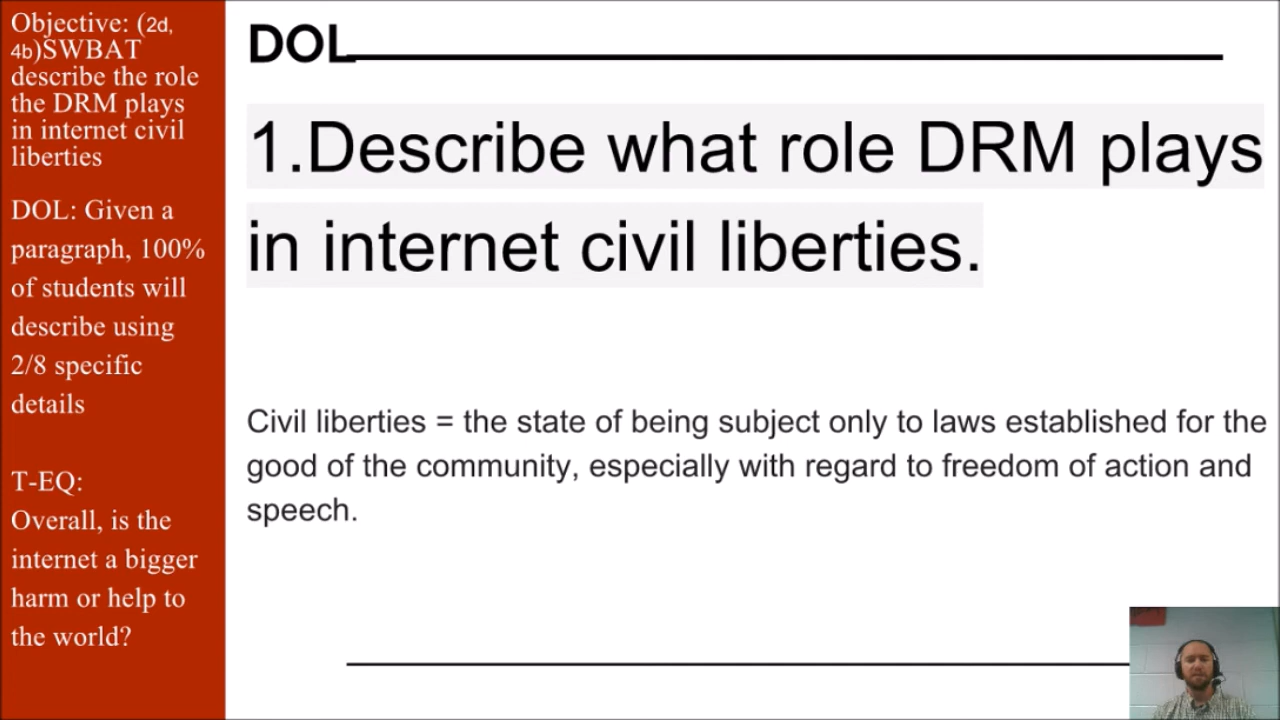 Objective: (2d,
4b)SWBAT
describe the role
the DRM plays
in internet civil
liberties
DOL: Given a
paragraph, 100%
of students will
describe using
2/8 specific
details
T-EQ:
Overall, is the
internet a bigger
harm or help to
the world?
DOL
1.Describe what role DRM plays
in internet civil liberties.
Civil liberties = the state of being subject only to laws established for the
good of the community, especially with regard to freedom of action and
speech.